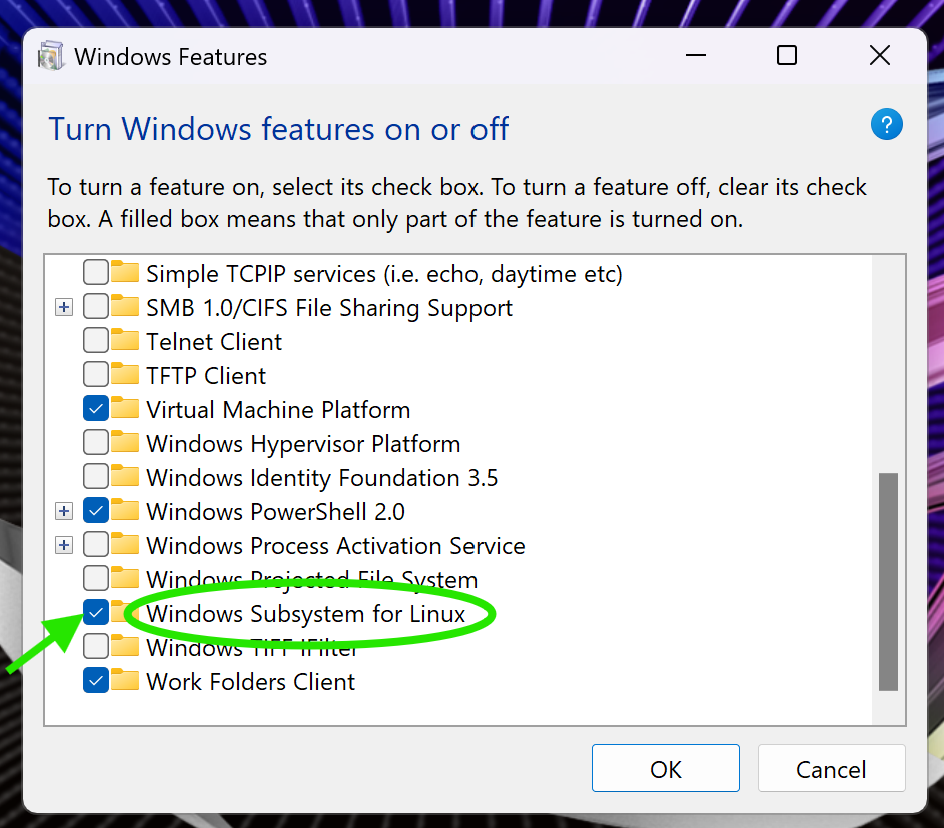 Windows Features
Turn Windows features on or off
?
To turn a feature on, select its check box. To turn a feature off, clear its check
box. A filled box means that only part of the feature is turned on.
Simple TCPIP services (i.e. echo, daytime etc)
SMB 1.0/CIFS File Sharing Support
Telnet Client
TFTP Client
Virtual Machine Platform
Windows Hypervisor Platform
Windows Identity Foundation 3.5
Windows PowerShell 2.0
Windows Process Activation Service
Windows Projected File System
Windows Subsystem for Linux
Windows TIFF IFilter
Work Folders Client
OK
Cancel